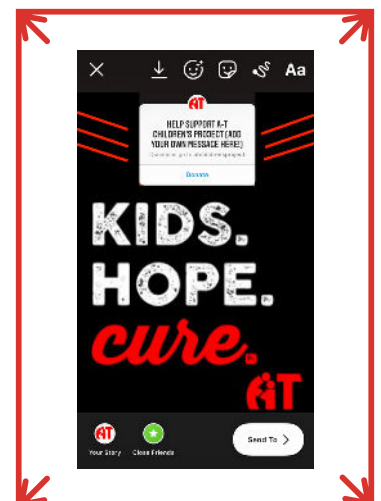 Aa
AT
HELP SUPPORT A-T
CHILDREN'S PROJECT (ADD
YOUR OWN MESSAGE HERE!)
Donate
KIDS.
HOPE.
cure.
AT
AT
Your Story
Close Friends
Send To >